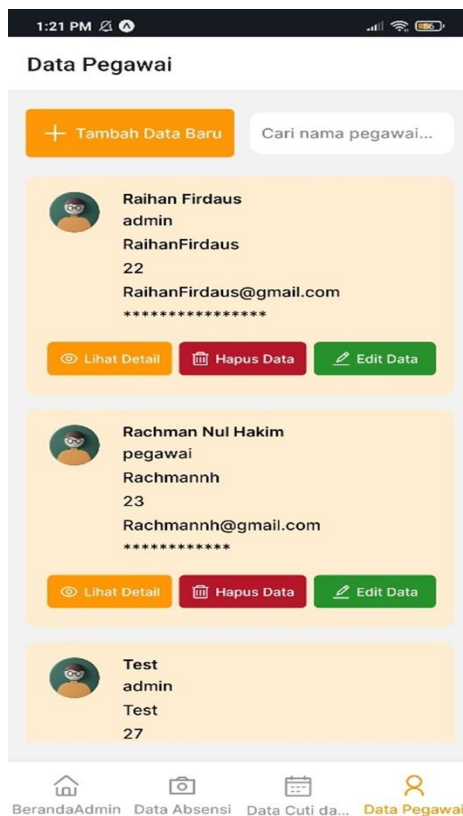 1:21 PM
56
Data Pegawai
Tambah Data Baru
Cari nama pegawai...
Raihan Firdaus
admin
RaihanFirdaus
22
RaihanFirdaus@gmail.com
****************
Lihat Detail
Hapus Data
Edit Data
Rachman Nul Hakim
pegawai
Rachmannh
23
Rachmannh@gmail.com
************
Lihat Detail
Hapus Data
Edit Data
Test
admin
Test
27
BerandaAdmin
Data Absensi
Data Cuti da...
Data Pegawai